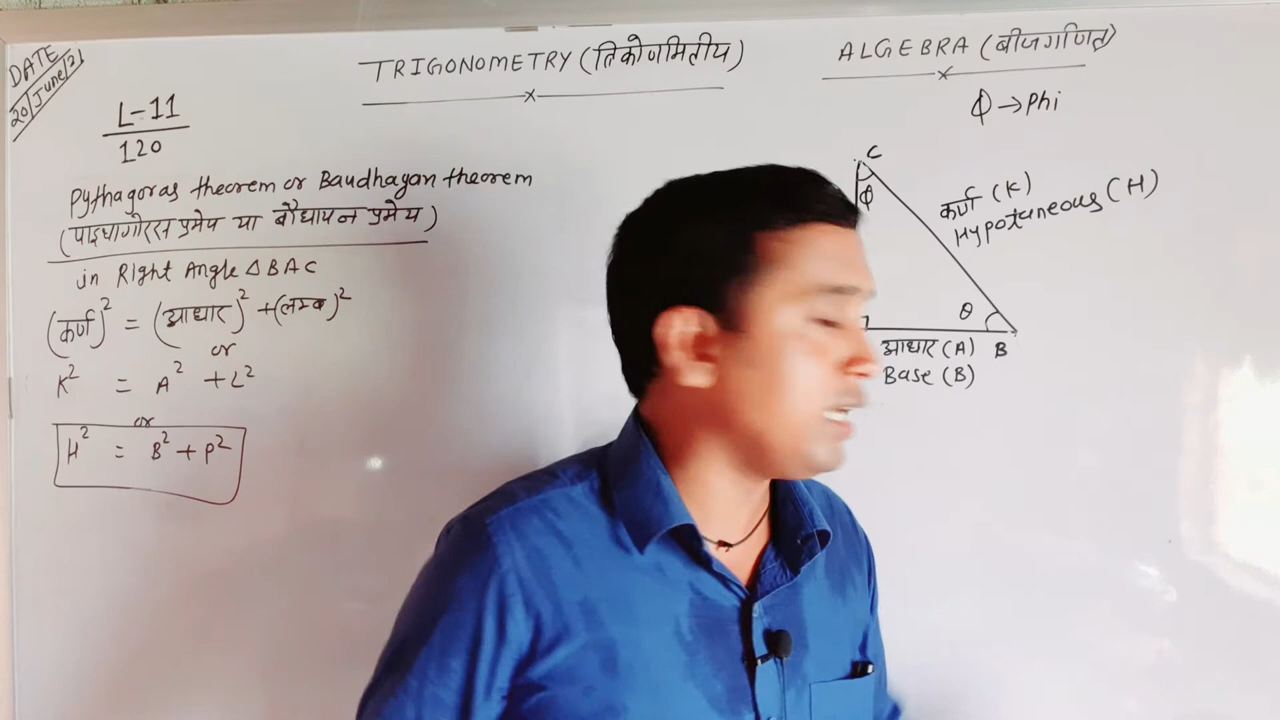 DATE
20/June/21
TRIGONOMETRY (त्रिकोणमितीय)
ALGEBRA (बीजगणित)
ϕ → Phi
L-11
120
Pythagoras theorem or Baudhayan theorem
(पाइथागोरस प्रमेय या बौधायन प्रमेय)
in Right Angle △ BAC
(कर्ण)² = (आधार)² + (लम्ब)²
or
K² = A² + L²
or
H² = B² + P²
C
ϕ
कर्ण (K)
Hypotuneous (H)
θ
आधार (A) B
Base (B)